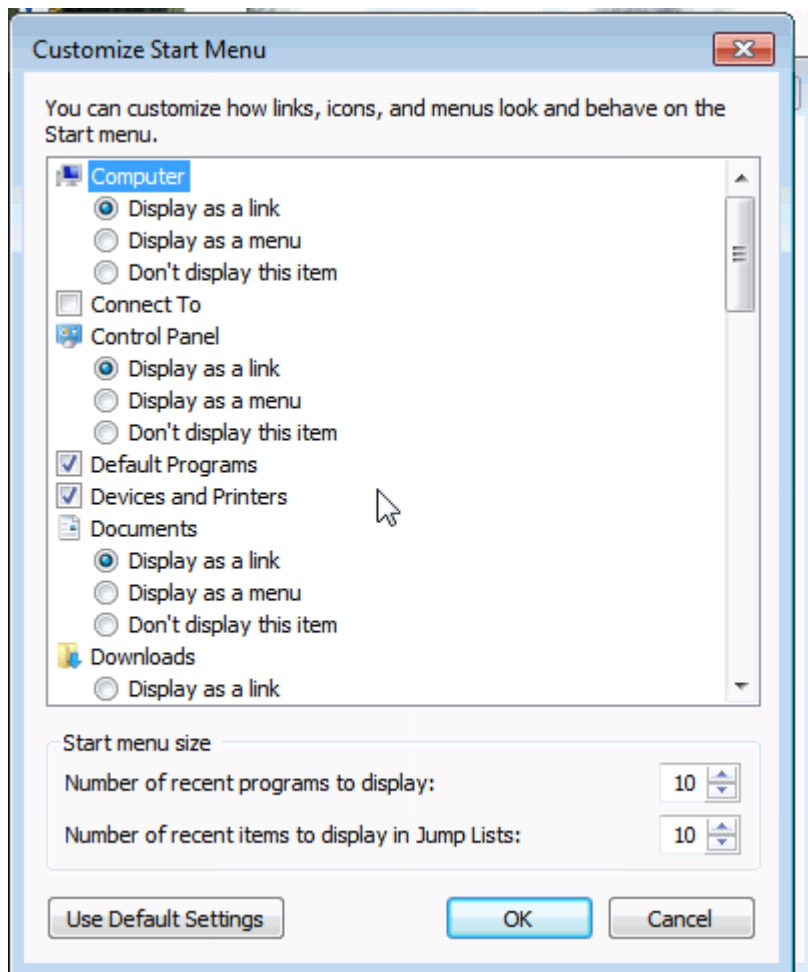 Customize Start Menu
You can customize how links, icons, and menus look and behave on the
Start menu.
Computer
Display as a link
Display as a menu
Don't display this item
Connect To
Control Panel
Display as a link
Display as a menu
Don't display this item
Default Programs
Devices and Printers
Documents
Display as a link
Display as a menu
Don't display this item
Downloads
Display as a link
Start menu size
Number of recent programs to display: 10
Number of recent items to display in Jump Lists: 10
Use Default Settings OK Cancel